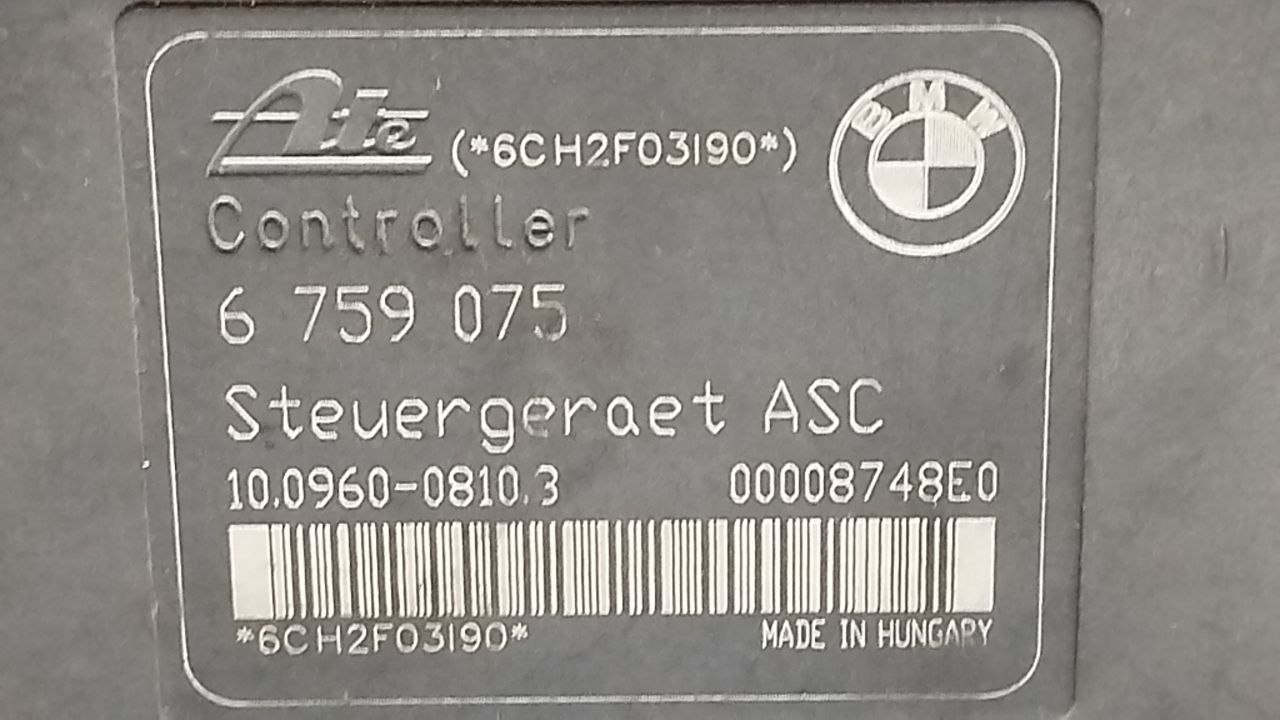 Ate (*6CH2F03190*) BMW
Controller
6 759 075
Steuergeraet ASC
10.0960-0810.3 00008748E0
*6CH2F03190*
MADE IN HUNGARY